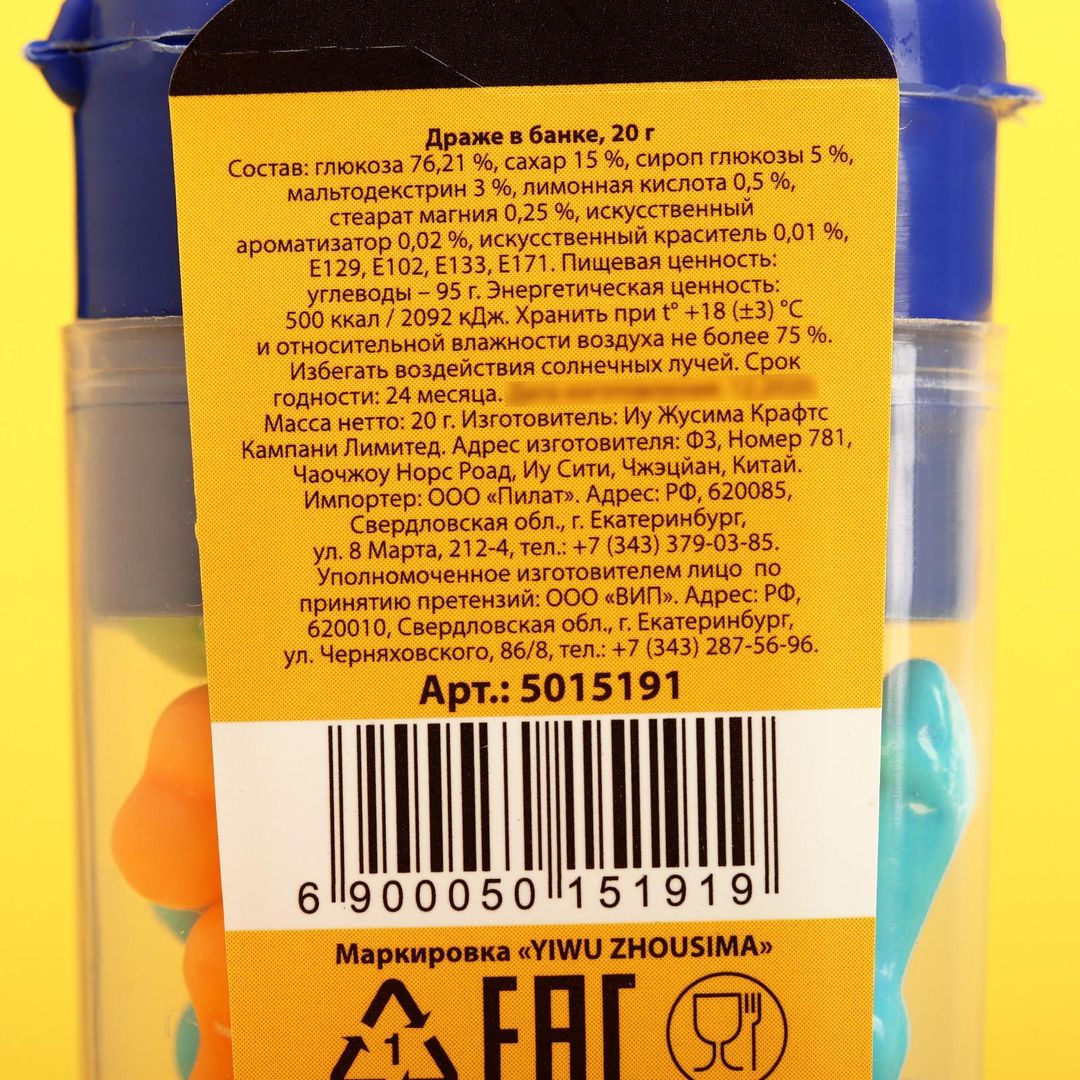 Драже в банке, 20 г
Состав: глюкоза 76,21 %, сахар 15 %, сироп глюкозы 5 %,
мальтодекстрин 3 %, лимонная кислота 0,5 %,
стеарат магния 0,25 %, искусственный
ароматизатор 0,02 %, искусственный краситель 0,01 %,
Е129, Е102, Е133, Е171. Пищевая ценность:
углеводы – 95 г. Энергетическая ценность:
500 ккал / 2092 кДж. Хранить при t° +18 (±3) °С
и относительной влажности воздуха не более 75 %.
Избегать воздействия солнечных лучей. Срок
годности: 24 месяца.
Масса нетто: 20 г. Изготовитель: Иу Жусима Крафтс
Кампани Лимитед. Адрес изготовителя: Ф3, Номер 781,
Чаочжоу Норс Роад, Иу Сити, Чжэцйан, Китай.
Импортер: ООО «Пилат». Адрес: РФ, 620085,
Свердловская обл., г. Екатеринбург,
ул. 8 Марта, 212-4, тел.: +7 (343) 379-03-85.
Уполномоченное изготовителем лицо по
принятию претензий: ООО «ВИП». Адрес: РФ,
620010, Свердловская обл., г. Екатеринбург,
ул. Черняховского, 86/8, тел.: +7 (343) 287-56-96.
Арт.: 5015191
6 900050 151919
Маркировка «YIWU ZHOUSIMA»
1 ЕАС